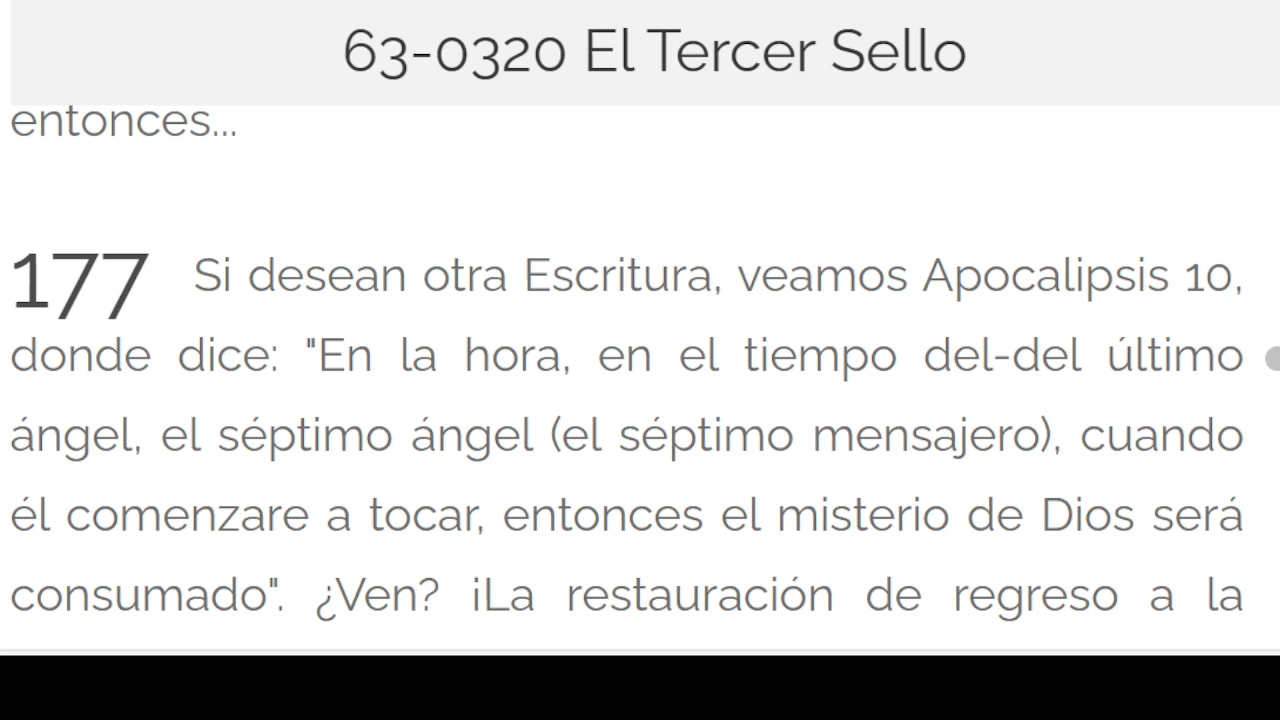 63-0320 El Tercer Sello
entonces...
177 Si desean otra Escritura, veamos Apocalipsis 10,
donde dice: "En la hora, en el tiempo del-del último
ángel, el séptimo ángel (el séptimo mensajero), cuando
él comenzare a tocar, entonces el misterio de Dios será
consumado". ¿Ven? ¡La restauración de regreso a la